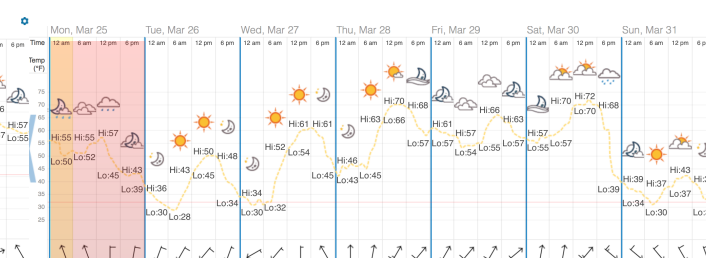 Mon, Mar 25 Tue, Mar 26 Wed, Mar 27 Thu, Mar 28 Fri, Mar 29 Sat, Mar 30 Sun, Mar 31
6 pm Time 12 am 6 am 12 pm 6 pm 12 am 6 am 12 pm 6 pm 12 am 6 am 12 pm 6 pm 12 am 6 am 12 pm 6 pm 12 am 6 am 12 pm 6 pm 12 am 6 am 12 pm 6 pm 12 am 6 am 12 pm 6 p
Temp
(°F)
75
70
65
60
55
50
45
40
35
30
25
Hi:57
Lo:55
Hi:55 Hi:55 Hi:57 Hi:43
Lo:50 Lo:52 Lo:45 Hi:39
Hi:36 Hi:43 Hi:50 Hi:48
Lo:30 Lo:28 Lo:45 Lo:34
Hi:34 Hi:52 Hi:61 Hi:61
Lo:30 Lo:32 Lo:54 Lo:45
Hi:46 Hi:63 Hi:70 Hi:68
Lo:43 Lo:45 Lo:66 Lo:57
Hi:61 Hi:57 Hi:66 Hi:63
Lo:57 Lo:54 Lo:55 Lo:57
Hi:57 Hi:70 Hi:72 Hi:68
Lo:55 Lo:57 Lo:70 Lo:39
Hi:39 Hi:37 Hi:43
Lo:34 Lo:30 Lo:37